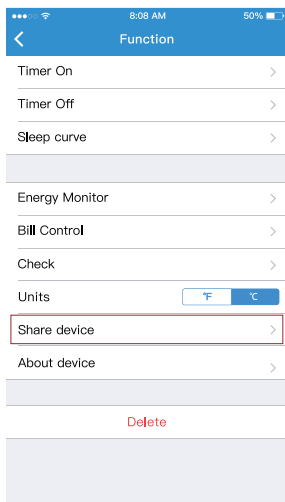 8:08 AM
50%
Function
Timer On
Timer Off
Sleep curve
Energy Monitor
Bill Control
Check
Units °F °C
Share device
About device
Delete